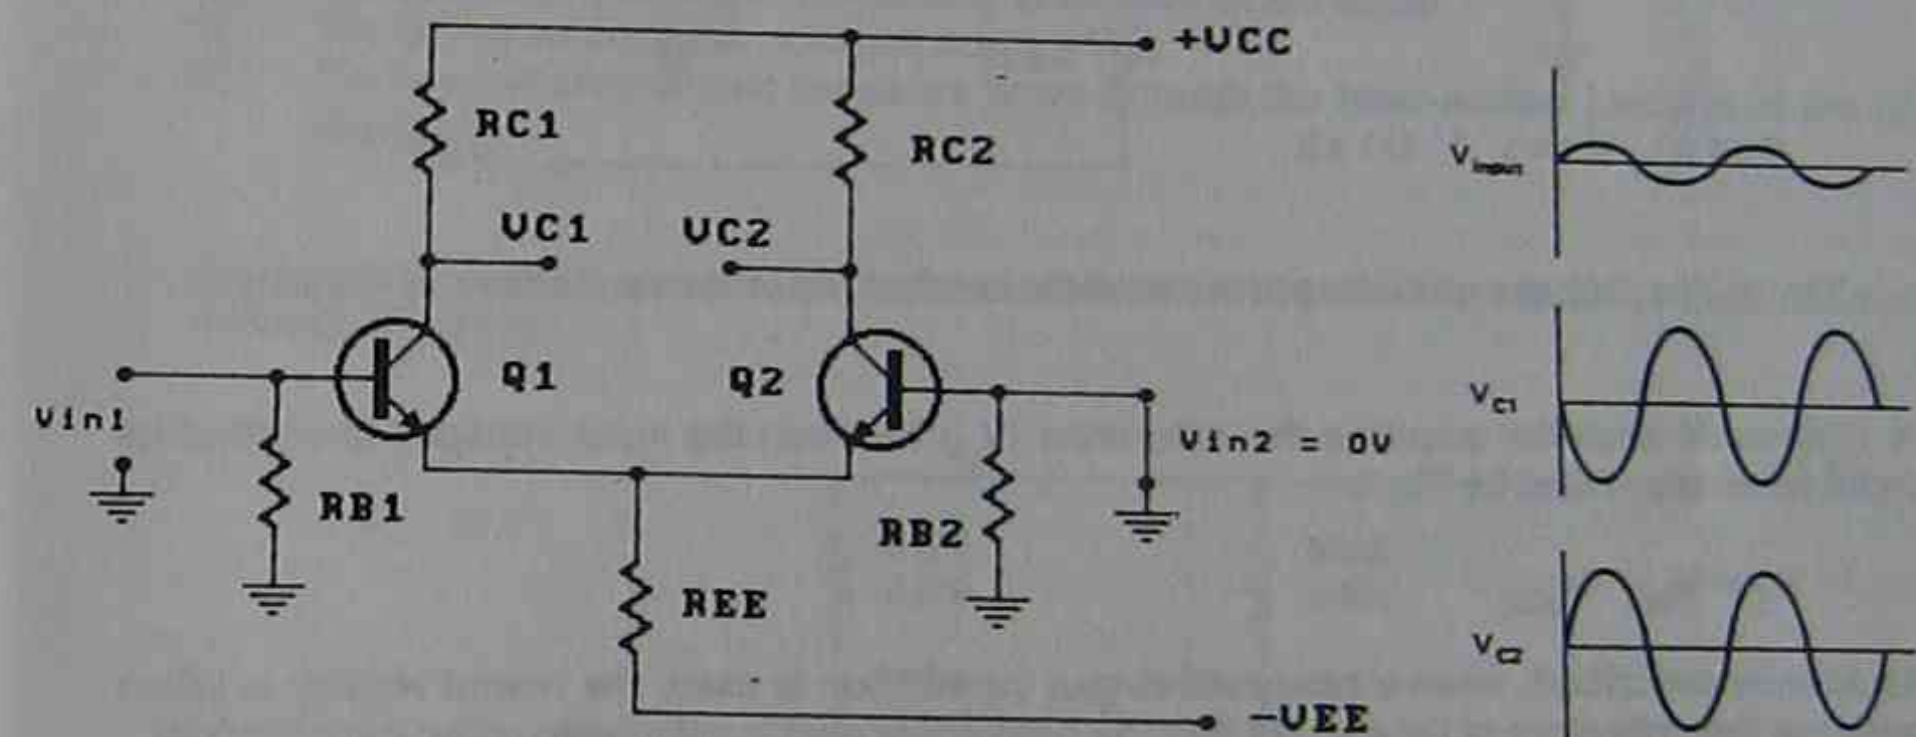 +VCC
RC1
RC2
VC1
VC2
Q1
Q2
Vin1
Vin2 = 0V
RB1
RB2
REE
-VEE
Vinput
VC1
VC2